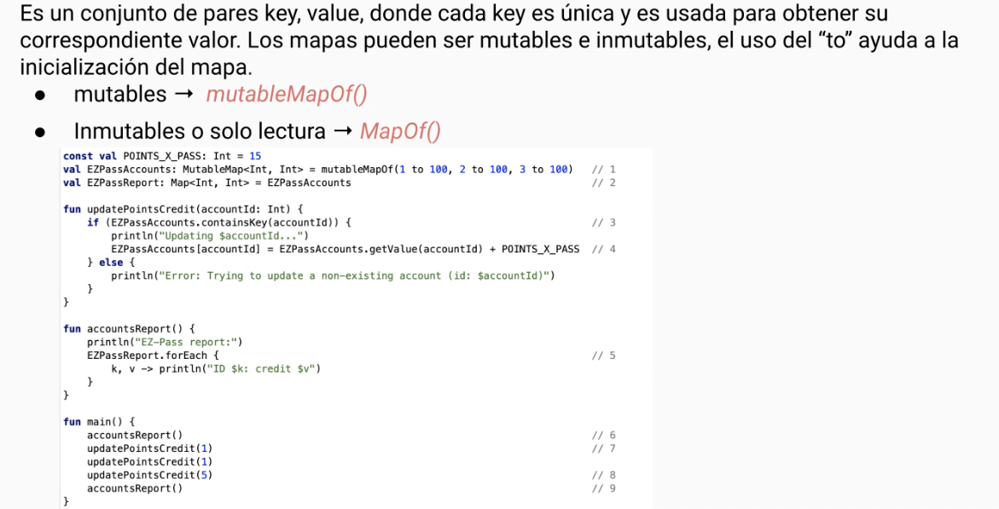 Es un conjunto de pares key, value, donde cada key es única y es usada para obtener su
correspondiente valor. Los mapas pueden ser mutables e inmutables, el uso del “to” ayuda a la
inicialización del mapa.
● mutables → mutableMapOf()
● Inmutables o solo lectura → MapOf()
const val POINTS_X_PASS: Int = 15
val EZPassAccounts: MutableMap<Int, Int> = mutableMapOf(1 to 100, 2 to 100, 3 to 100)   // 1
val EZPassReport: Map<Int, Int> = EZPassAccounts                                        // 2

fun updatePointsCredit(accountId: Int) {
    if (EZPassAccounts.containsKey(accountId)) {                                        // 3
        println("Updating $accountId...")
        EZPassAccounts[accountId] = EZPassAccounts.getValue(accountId) + POINTS_X_PASS  // 4
    } else {
        println("Error: Trying to update a non-existing account (id: $accountId)")
    }
}

fun accountsReport() {
    println("EZ-Pass report:")
    EZPassReport.forEach {                                                              // 5
        k, v -> println("ID $k: credit $v")
    }
}

fun main() {
    accountsReport()                                                                    // 6
    updatePointsCredit(1)                                                               // 7
    updatePointsCredit(1)
    updatePointsCredit(5)                                                               // 8
    accountsReport()                                                                    // 9
}